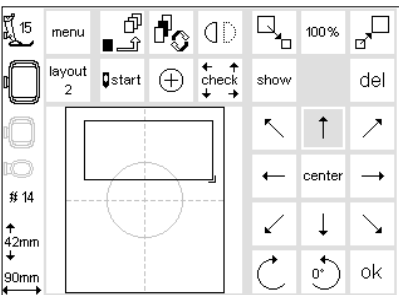 15
menu
100%
layout
2
start
check
show
del
center
# 14
42mm
90mm
0°
ok